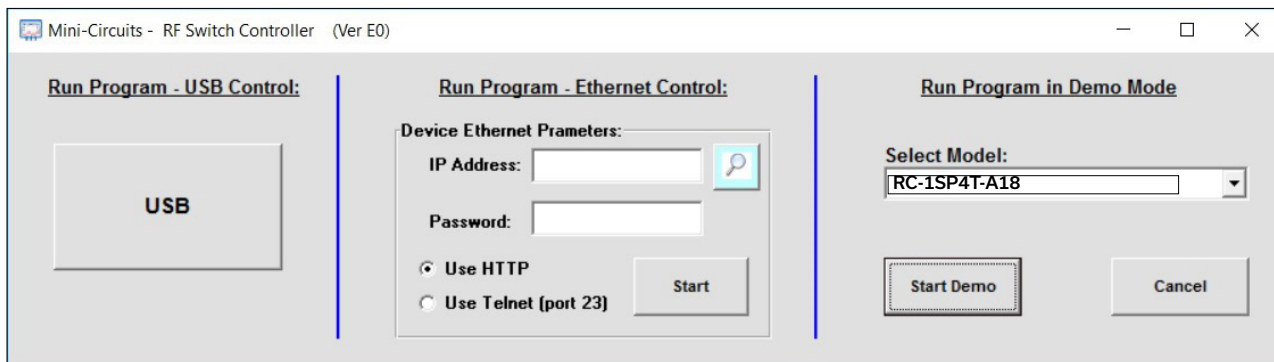 Mini-Circuits - RF Switch Controller (Ver E0)
Run Program - USB Control:
USB
Run Program - Ethernet Control:
Device Ethernet Prameters:
IP Address:
Password:
Use HTTP
Use Telnet (port 23)
Start
Run Program in Demo Mode
Select Model:
RC-1SP4T-A18
Start Demo
Cancel